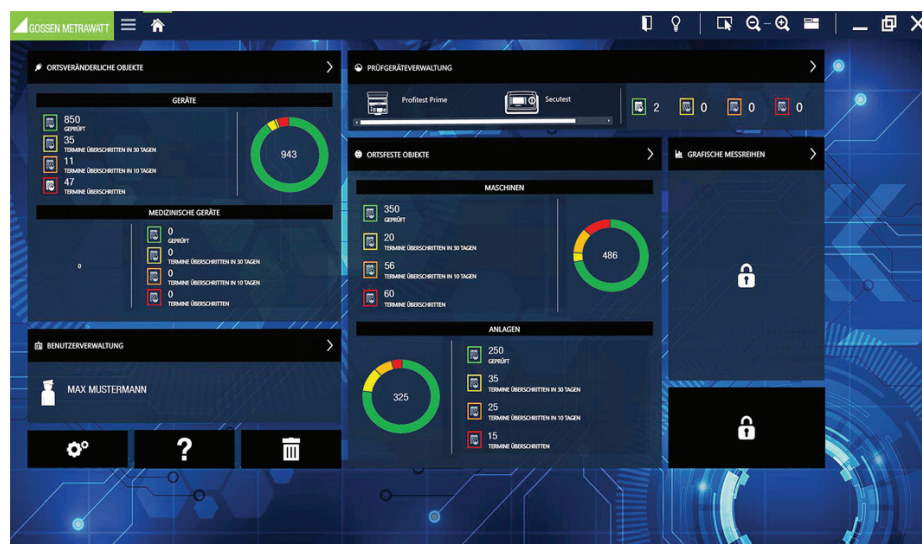 GOSSEN METRAWATT
ORTSVERÄNDERLICHE OBJEKTE
GERÄTE
850
GEPRÜFT
35
TERMINE ÜBERSCHRITTEN IN 30 TAGEN
11
TERMINE ÜBERSCHRITTEN IN 10 TAGEN
47
TERMINE ÜBERSCHRITTEN
943
MEDIZINISCHE GERÄTE
0
0
GEPRÜFT
0
TERMINE ÜBERSCHRITTEN IN 30 TAGEN
0
TERMINE ÜBERSCHRITTEN IN 10 TAGEN
0
TERMINE ÜBERSCHRITTEN
BENUTZERVERWALTUNG
MAX MUSTERMANN
?
PRÜFGERÄTEVERWALTUNG
Profitest Prime
Secutest
2
0
0
0
ORTSFESTE OBJEKTE
MASCHINEN
350
GEPRÜFT
20
TERMINE ÜBERSCHRITTEN IN 30 TAGEN
56
TERMINE ÜBERSCHRITTEN IN 10 TAGEN
60
TERMINE ÜBERSCHRITTEN
486
ANLAGEN
325
250
GEPRÜFT
35
TERMINE ÜBERSCHRITTEN IN 30 TAGEN
25
TERMINE ÜBERSCHRITTEN IN 10 TAGEN
15
TERMINE ÜBERSCHRITTEN
GRAFISCHE MESSREIHEN